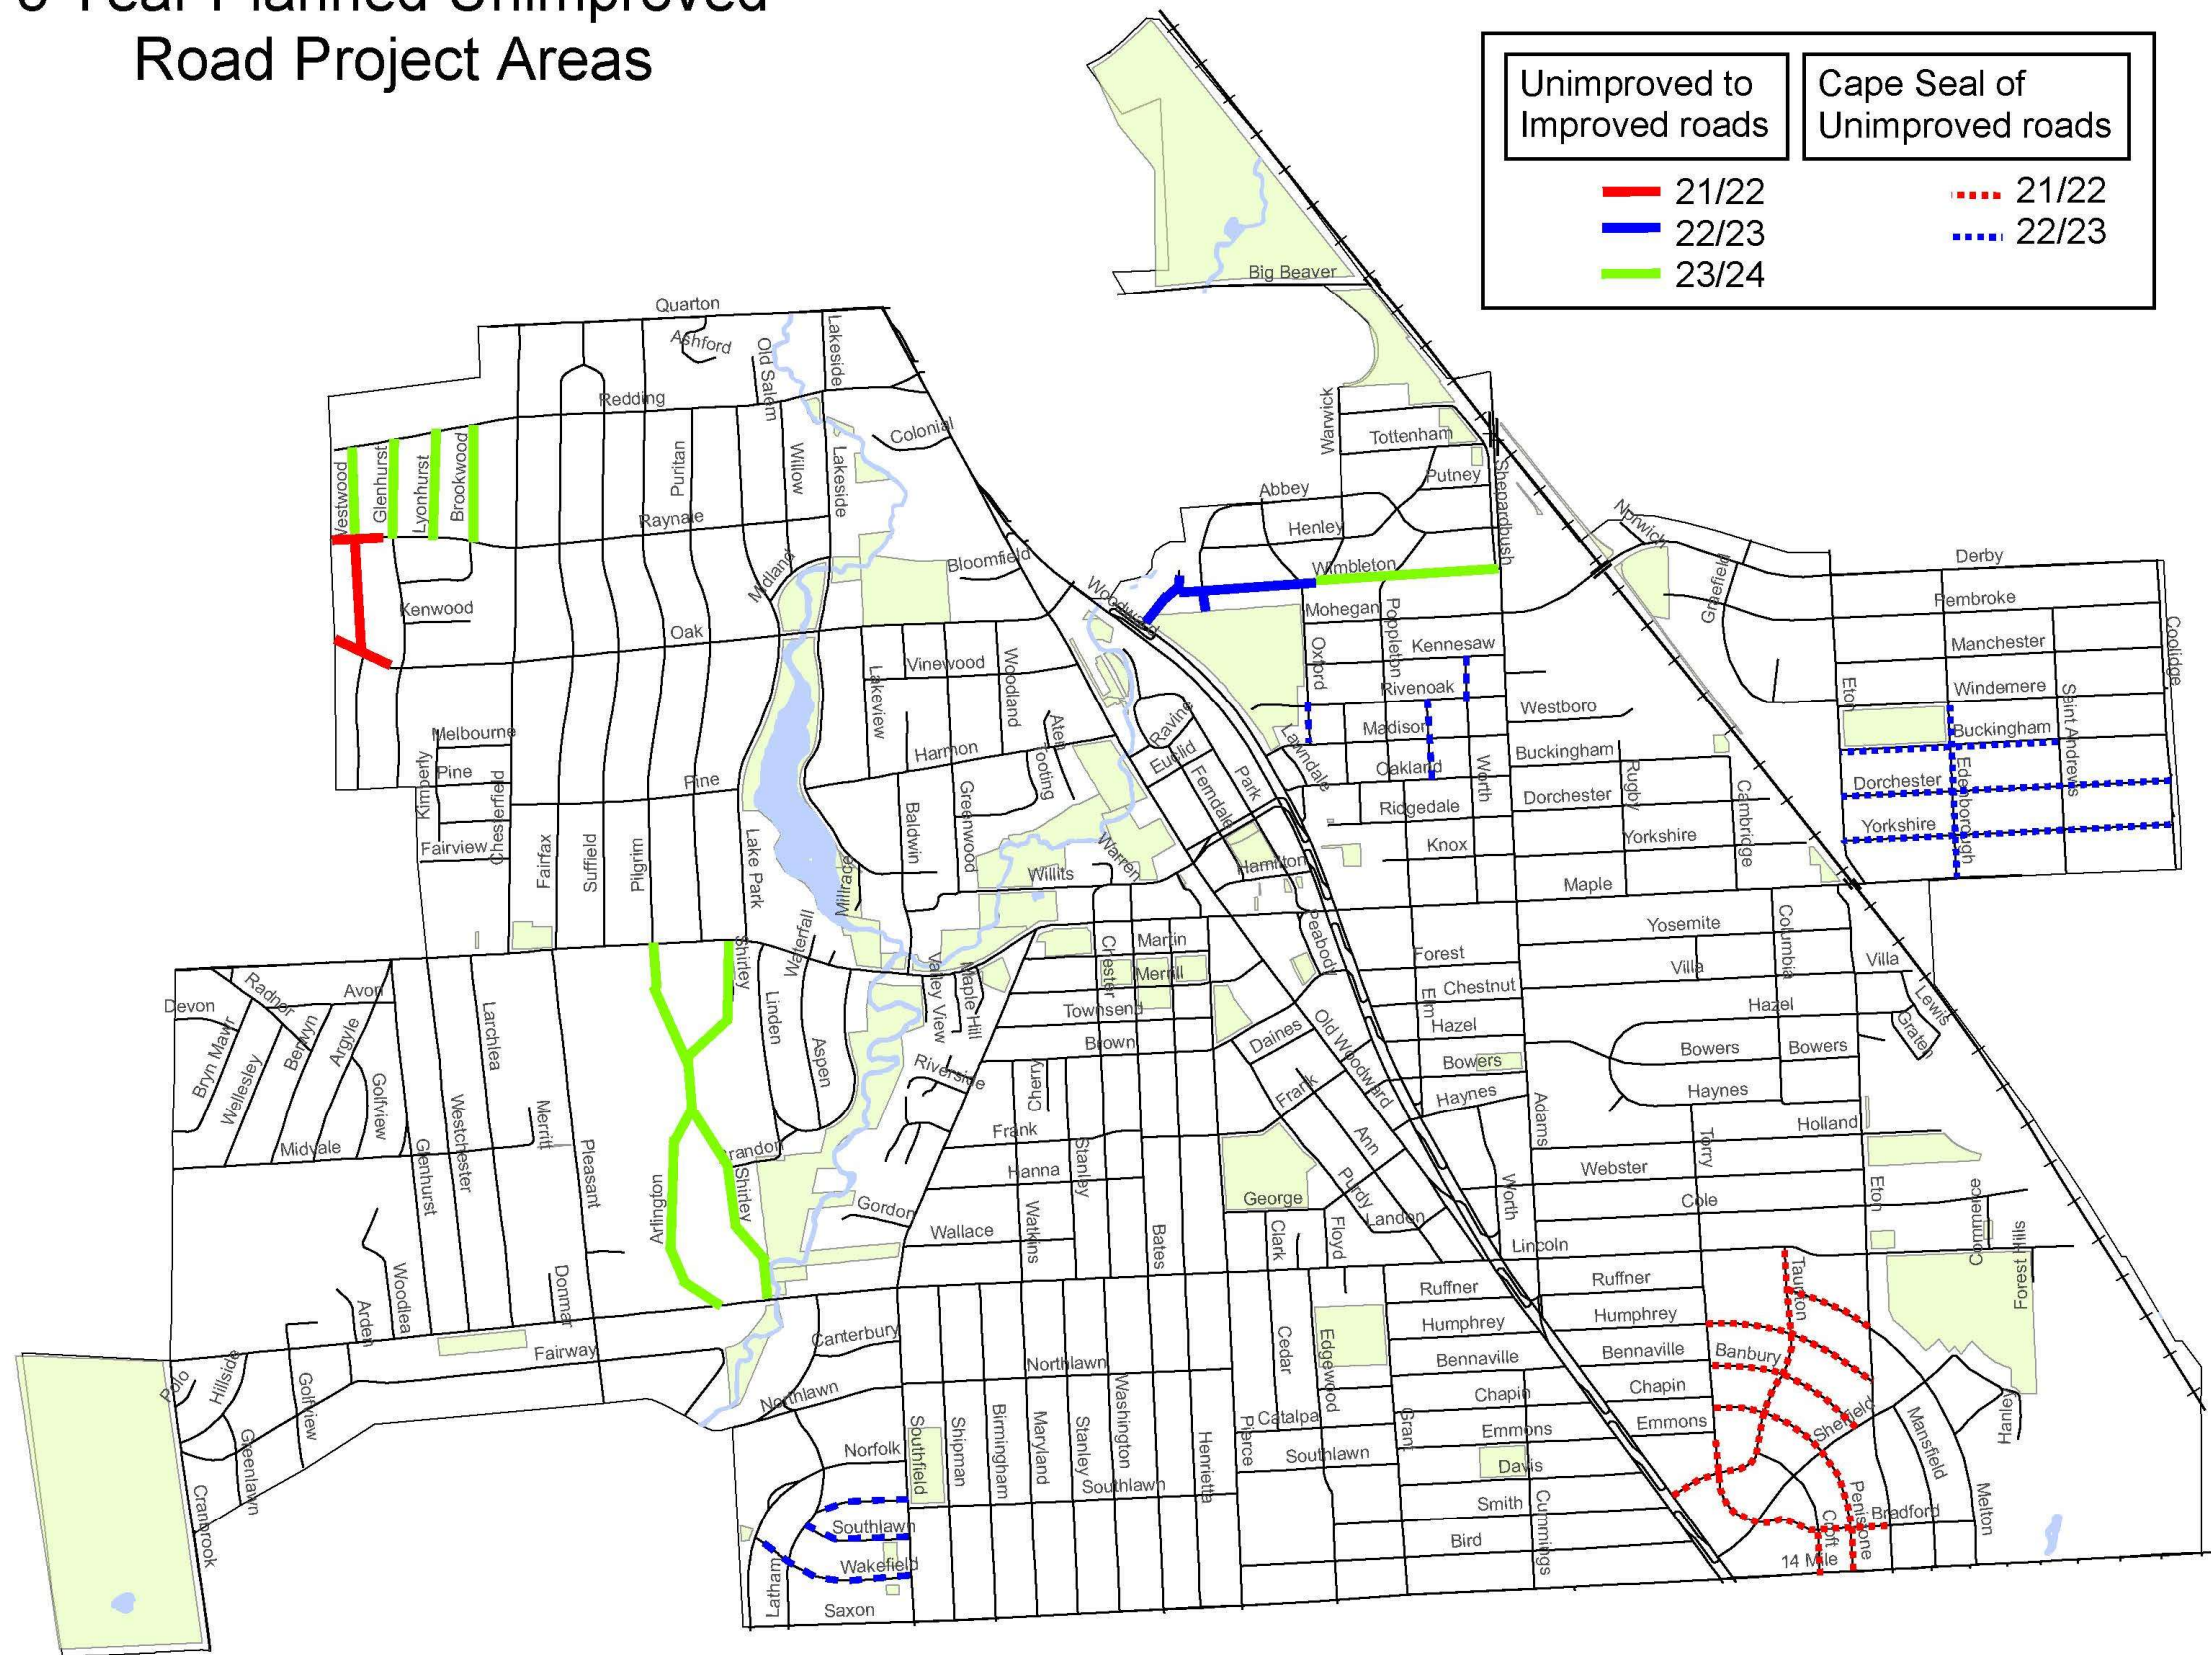 Year Planned Unimproved
Road Project Areas
Unimproved to
Improved roads
Cape Seal of
Unimproved roads
21/22
22/23
23/24
21/22
22/23
Big Beaver
Quarton
Ashford
Old Salem
Lakeside
Redding
Colonial
Warwick
Tottenham
Putney
Shepardbush
Abbey
Henley
Wimbleton
Norwich
Derby
Graefield
Pembroke
Coolidge
Manchester
Windemere
Saint Andrews
Eton
Buckingham
Dorchester
Edenborough
Yorkshire
Westwood
Glenhurst
Lyonhurst
Brookwood
Puritan
Willow
Lakeside
Raynale
Midland
Bloomfield
Woodward
Kenwood
Oak
Mohegan
Oxford
Poppleton
Kennesaw
Rivenoak
Madison
Oakland
Lawndale
Worth
Westboro
Buckingham
Rugby
Dorchester
Cambridge
Ridgedale
Yorkshire
Knox
Maple
Vinewood
Woodland
Lakeview
Aten
Harmon
Tooting
Ravine
Euclid
Ferndale
Park
Melbourne
Kimberly
Pine
Chesterfield
Fairview
Pine
Baldwin
Greenwood
Warren
Hamilton
Fairfax
Suffield
Pilgrim
Lake Park
Millrace
Willits
Peabody
Yosemite
Columbia
Villa
Villa
Forest
Elm
Chestnut
Hazel
Hazel
Lewis
Graten
Bowers
Bowers
Bowers
Haynes
Haynes
Holland
Adams
Torry
Webster
Cole
Lincoln
Worth
Eton
Commerce
Forest Hills
Shirley
Waterfall
Linden
Aspen
Valley View
Maple Hill
Chester
Martin
Merrill
Townsend
Brown
Daines
Old Woodward
Frank
Ann
Purdy
Landon
George
Clark
Floyd
Riverside
Cherry
Frank
Stanley
Hanna
Watkins
Gordon
Wallace
Bates
Devon
Radnor
Avon
Bryn Mawr
Wellesley
Berwyn
Argyle
Golfview
Midvale
Larchlea
Westchester
Glenhurst
Merritt
Pleasant
Arlington
Brandon
Shirley
Woodlea
Arden
Donmar
Fairway
Polo
Hillside
Golfview
Greenlawn
Cranbrook
Canterbury
Northlawn
Northlawn
Norfolk
Southfield
Shipman
Birmingham
Maryland
Stanley
Washington
Southlawn
Henrietta
Pierce
Cedar
Edgewood
Catalpa
Southlawn
Grant
Southlawn
Wakefield
Latham
Saxon
Ruffner
Ruffner
Humphrey
Humphrey
Bennaville
Bennaville
Chapin
Chapin
Emmons
Emmons
Davis
Smith
Cummings
Bird
Taunton
Banbury
Sheffield
Mansfield
Hanley
Melton
Bradford
Croft
Penistone
14 Mile